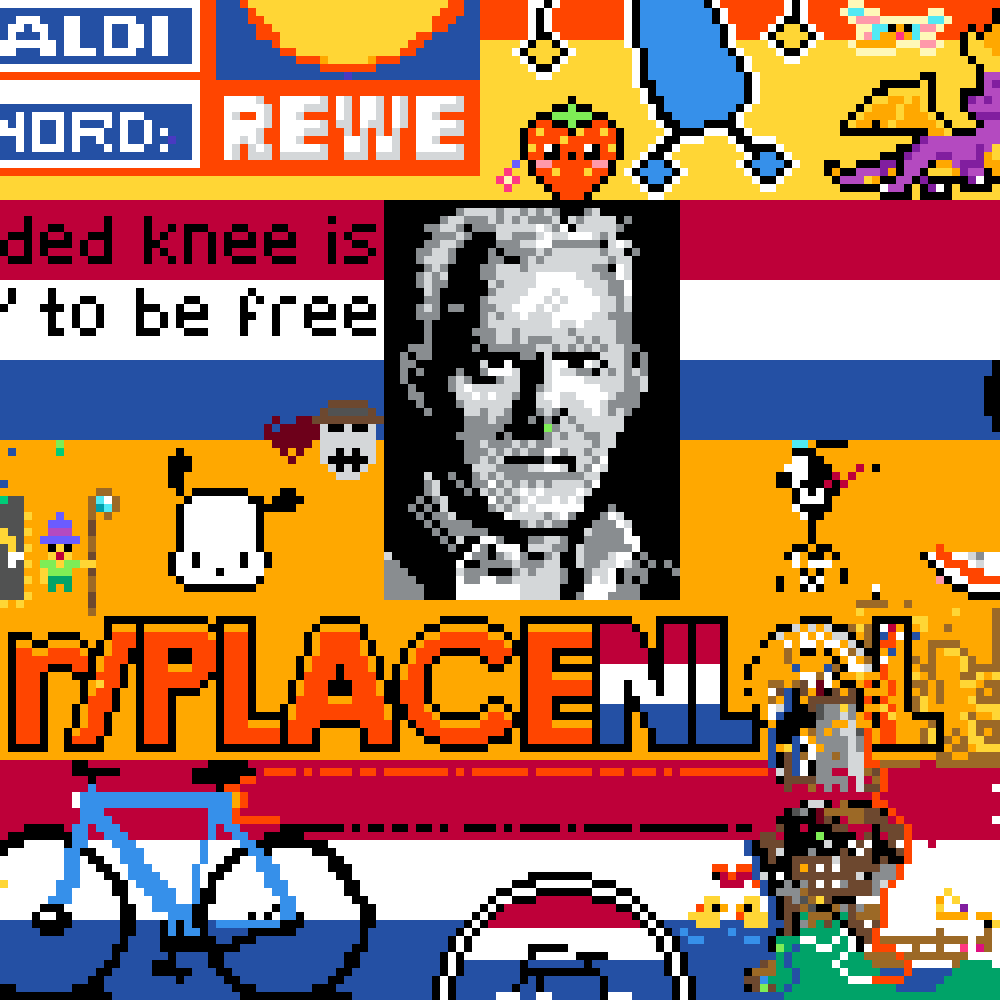 ALDI
HORD:
REWE
ded knee is
to be free
r/PLACENL